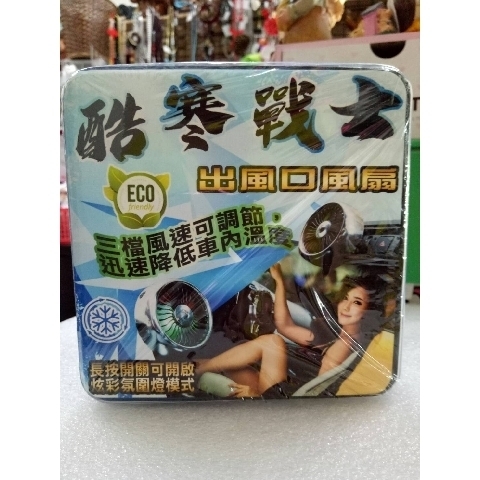 酷寒戰士
出風口風扇
ECO
friendly
三檔風速可調節，
迅速降低車內溫度
長按開關可開啟
炫彩氛圍燈模式